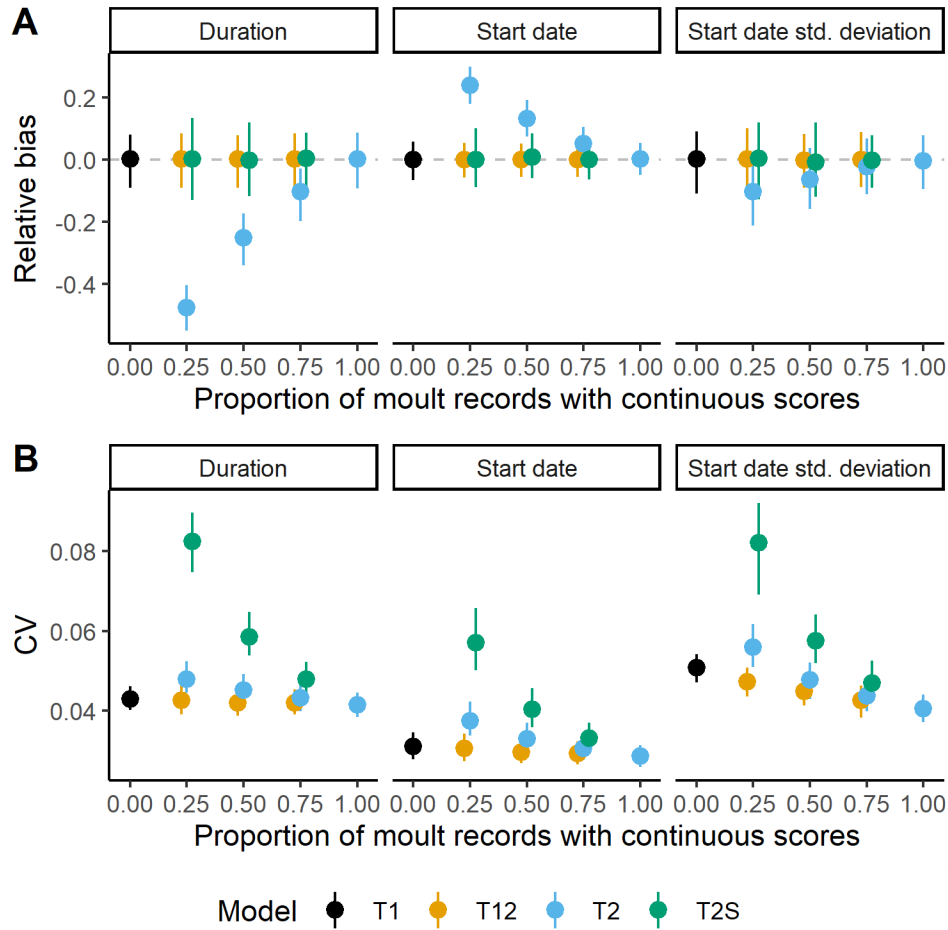 A
Duration Start date Start date std. deviation
Relative bias
0.2
0.0
-0.2
-0.4
0.00 0.25 0.50 0.75 1.00 0.00 0.25 0.50 0.75 1.00 0.00 0.25 0.50 0.75 1.00
Proportion of moult records with continuous scores
B
Duration Start date Start date std. deviation
CV
0.08
0.06
0.04
0.00 0.25 0.50 0.75 1.00 0.00 0.25 0.50 0.75 1.00 0.00 0.25 0.50 0.75 1.00
Proportion of moult records with continuous scores
Model T1 T12 T2 T2S